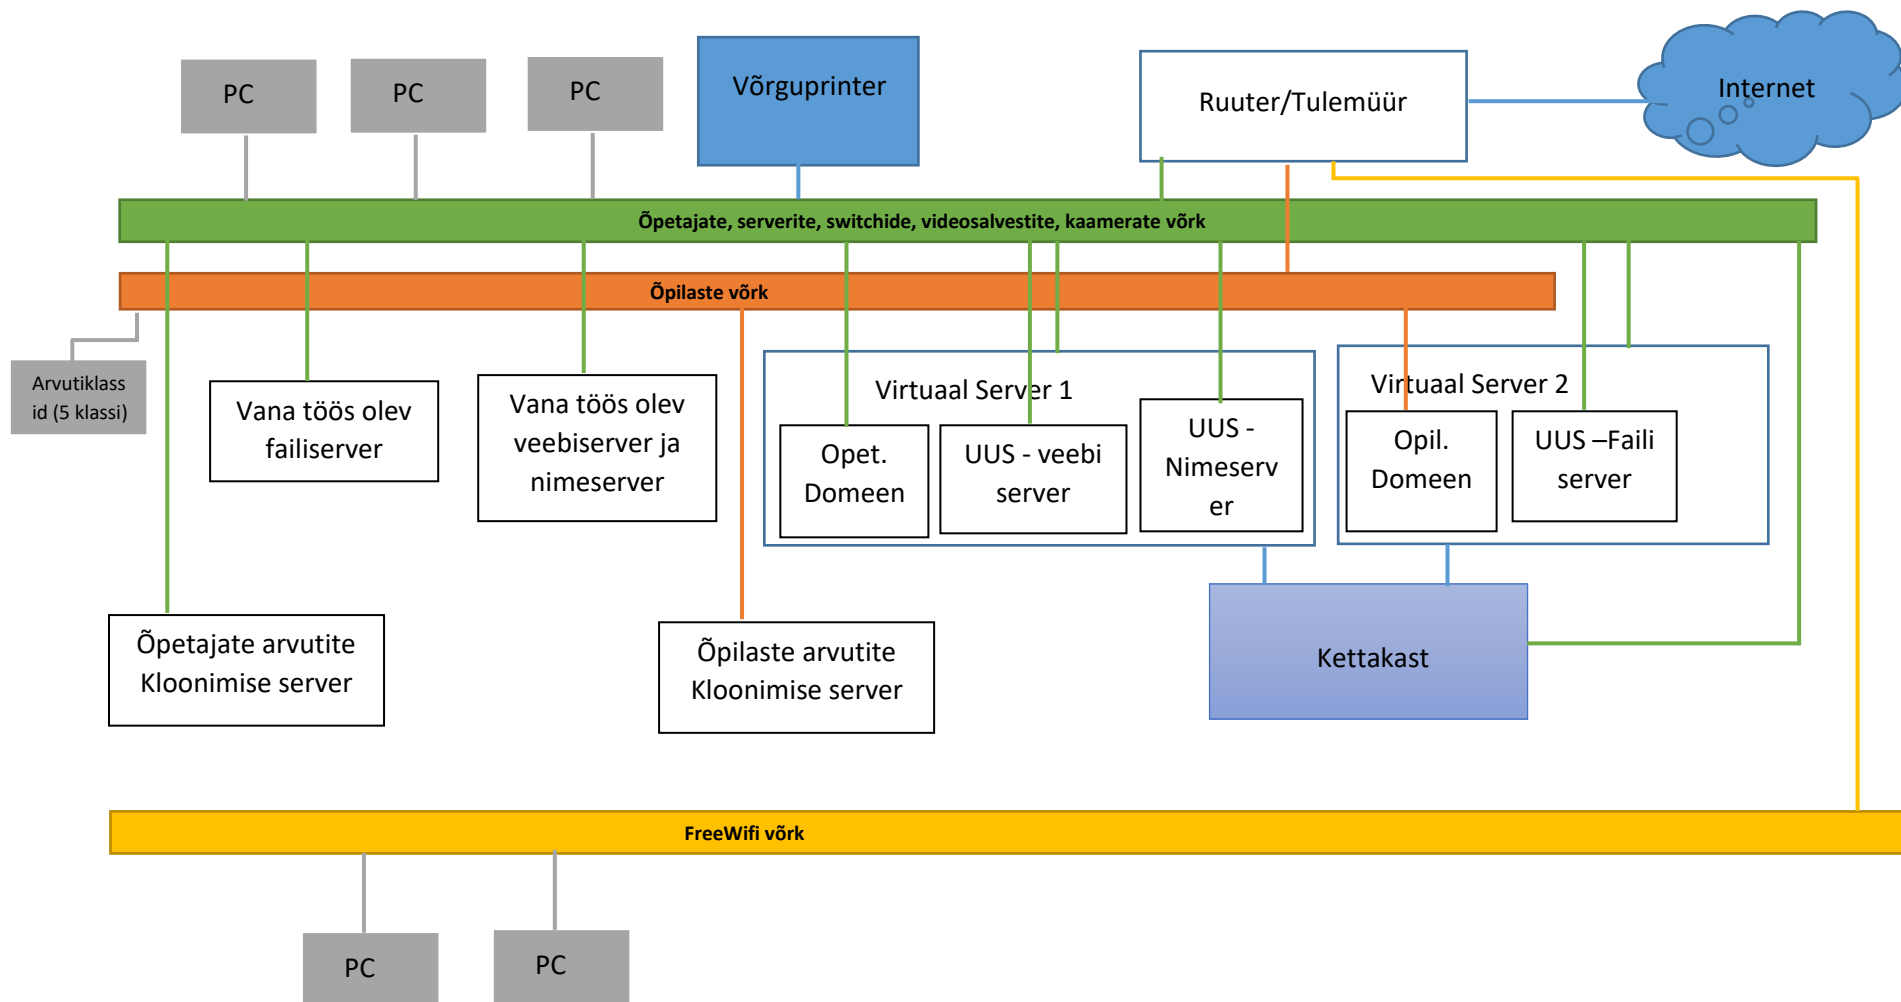 PC
PC
PC
Võrguprinter
Ruuter/Tulemüür
Internet
Õpetajate, serverite, switchide, videosalvestite, kaamerate võrk
Õpilaste võrk
Arvutiklass
id (5 klassi)
Vana töös olev
failiserver
Vana töös olev
veebiserver ja
nimeserver
Virtuaal Server 1
Opet.
Domeen
UUS - veebi
server
UUS -
Nimeserv
er
Virtuaal Server 2
Opil.
Domeen
UUS –Faili
server
Õpetajate arvutite
Kloonimise server
Õpilaste arvutite
Kloonimise server
Kettakast
FreeWifi võrk
PC
PC